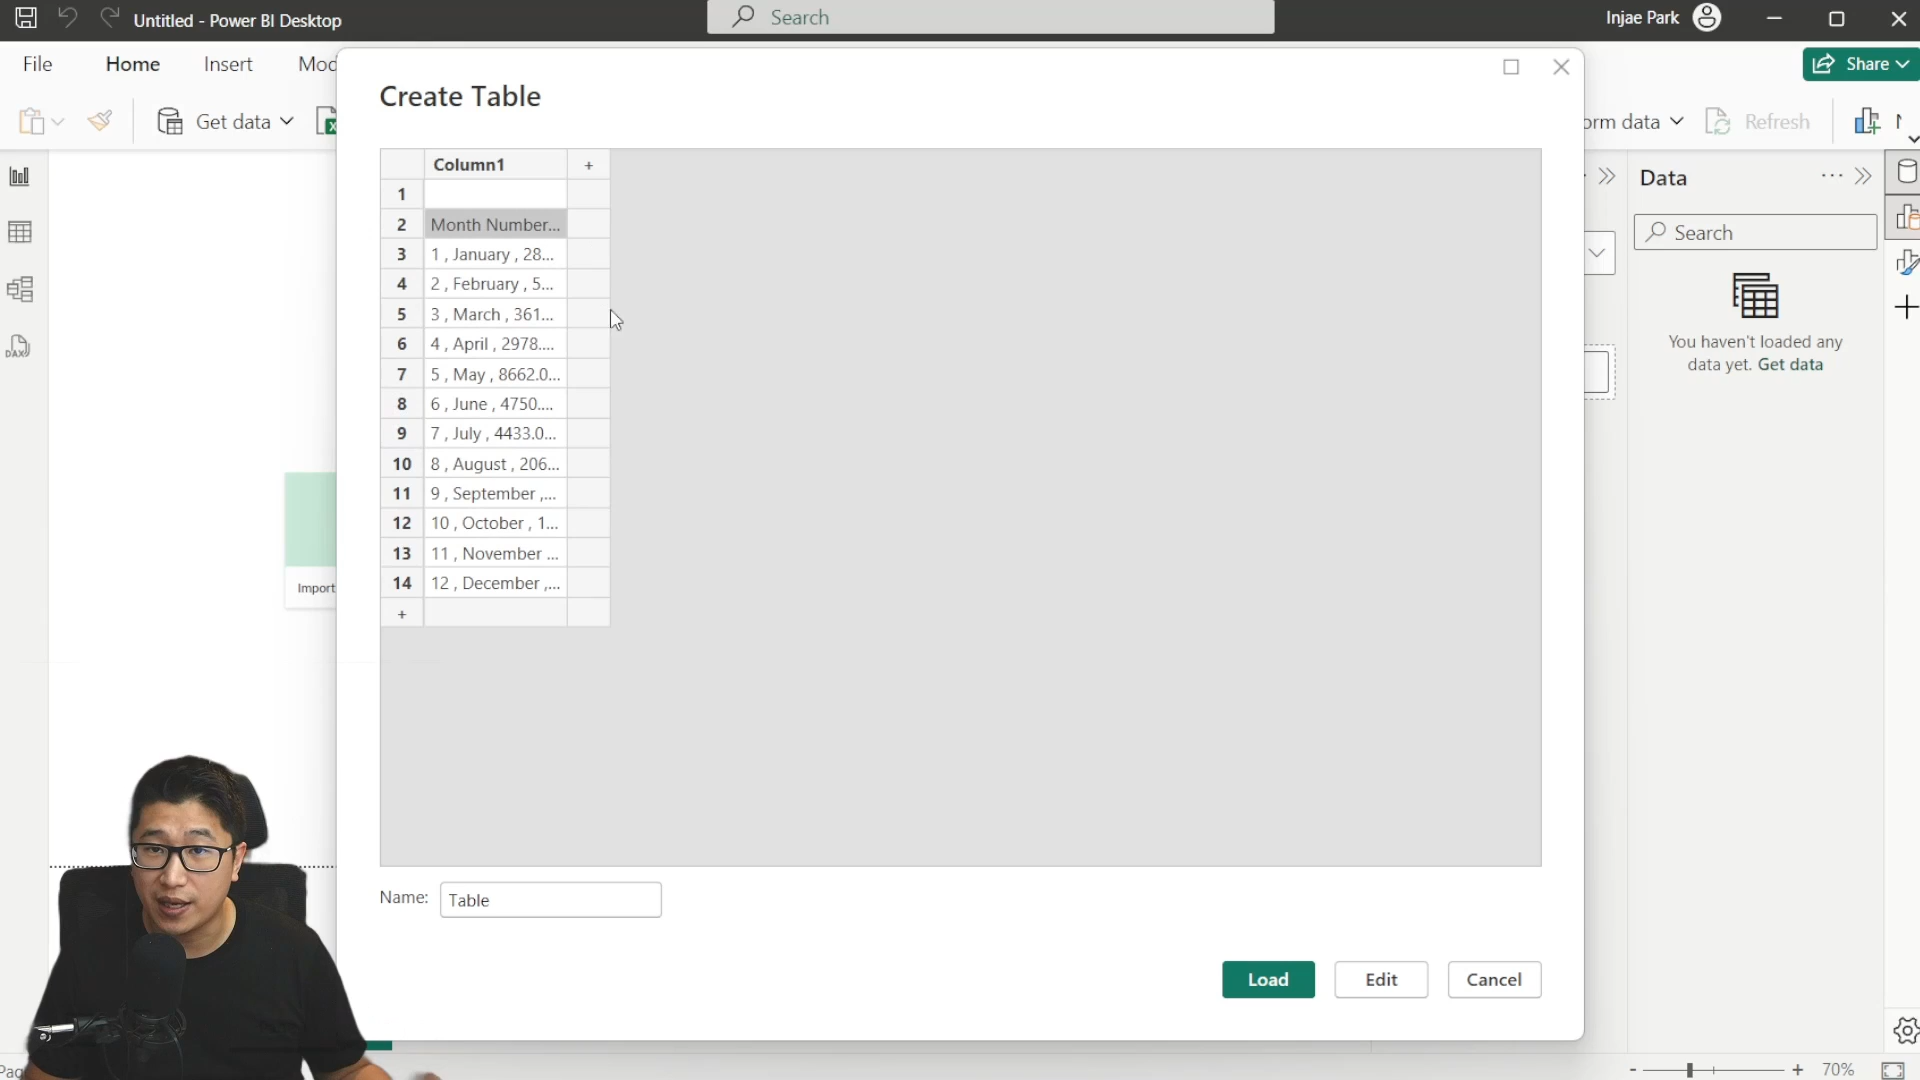 Untitled - Power BI Desktop
Search
Injae Park
File
Home
Insert
Share
Get data
Refresh
Create Table
Column1
+
1
2 Month Number...
3 1 , January , 28...
4 2 , February , 5...
5 3 , March , 361...
6 4 , April , 2978....
7 5 , May , 8662.0...
8 6 , June , 4750....
9 7 , July , 4433.0...
10 8 , August , 206...
11 9 , September ,...
12 10 , October , 1...
13 11 , November ...
14 12 , December ,...
+
Name:
Table
Load
Edit
Cancel
Data
Search
You haven't loaded any
data yet. Get data
DAX
Import
70%